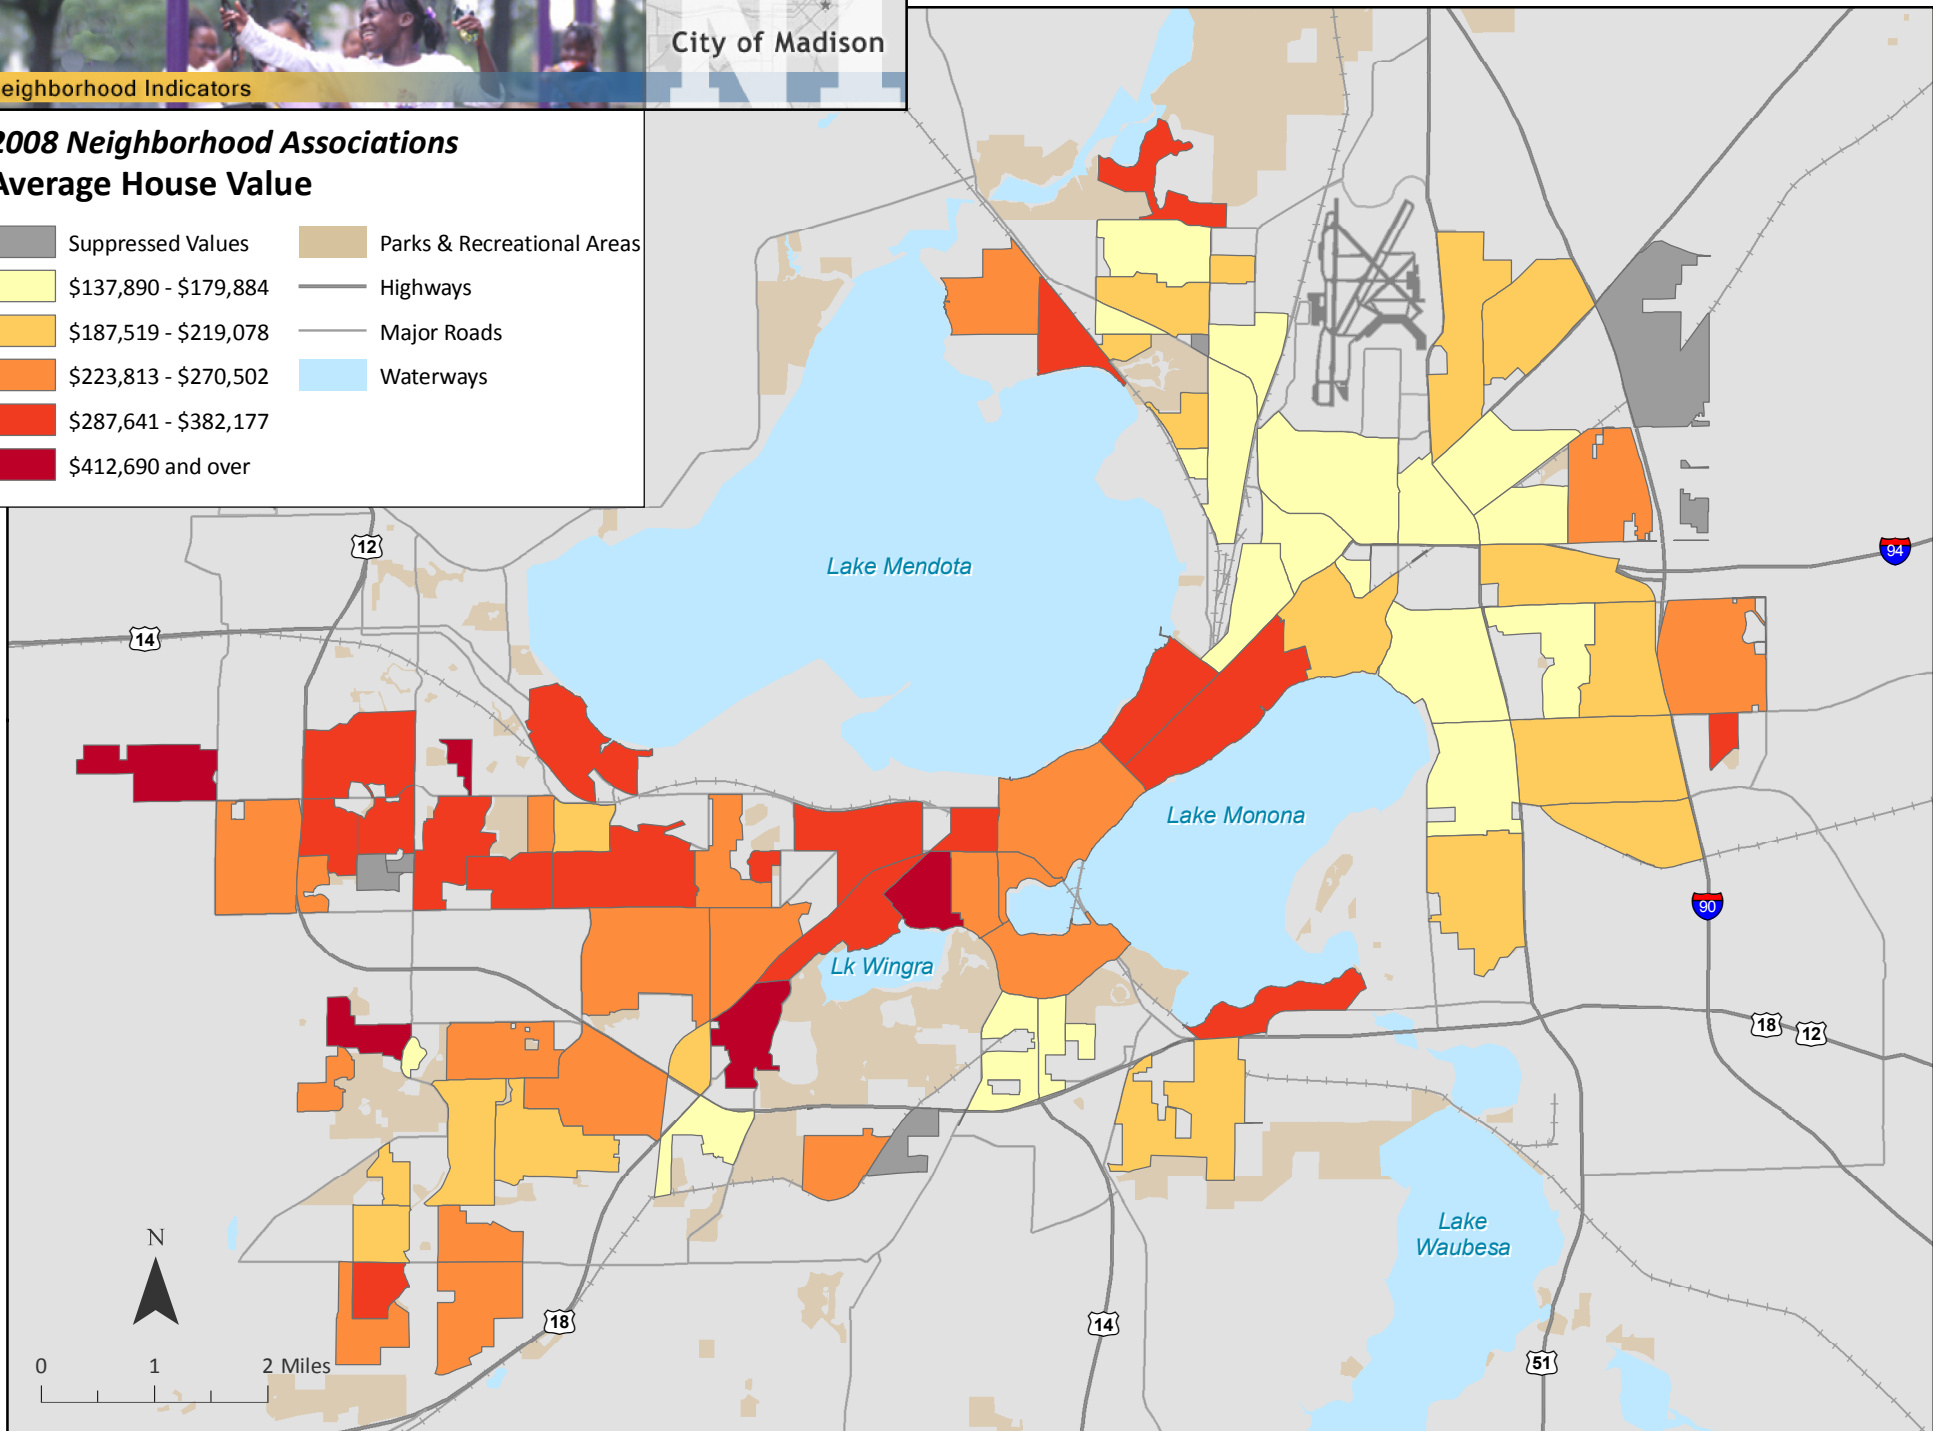 City of Madison
eighborhood Indicators
2008 Neighborhood Associations
Average House Value
Suppressed Values
$137,890 - $179,884
$187,519 - $219,078
$223,813 - $270,502
$287,641 - $382,177
$412,690 and over
Parks & Recreational Areas
Highways
Major Roads
Waterways
12
94
Lake Mendota
14
Lake Monona
90
Lk Wingra
18
12
Lake
Waubesa
N
18
14
51
0 1 2 Miles